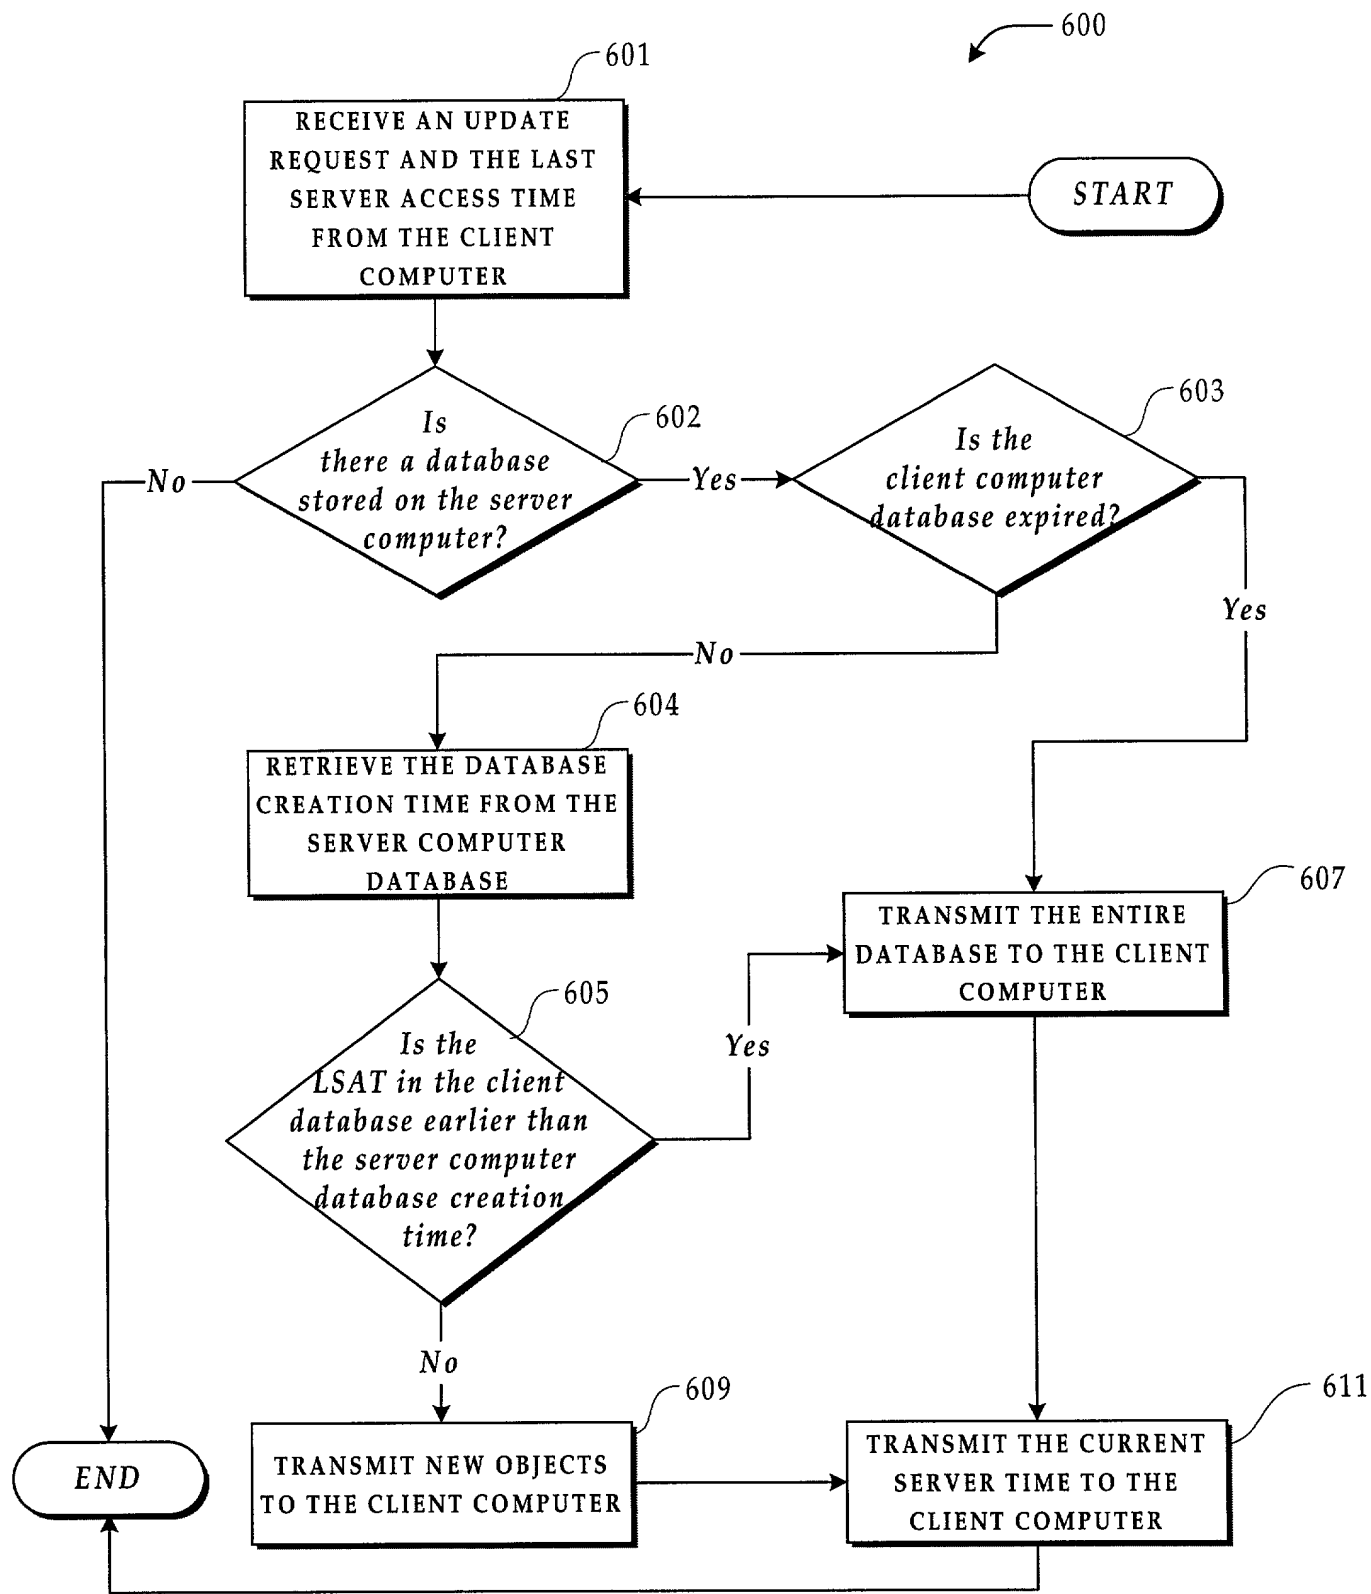 600
601
RECEIVE AN UPDATE
REQUEST AND THE LAST
SERVER ACCESS TIME
FROM THE CLIENT
COMPUTER
START
602
Is
there a database
stored on the server
computer?
No
Yes
603
Is the
client computer
database expired?
Yes
No
604
RETRIEVE THE DATABASE
CREATION TIME FROM THE
SERVER COMPUTER
DATABASE
607
TRANSMIT THE ENTIRE
DATABASE TO THE CLIENT
COMPUTER
605
Is the
LSAT in the client
database earlier than
the server computer
database creation
time?
Yes
No
609
TRANSMIT NEW OBJECTS
TO THE CLIENT COMPUTER
611
TRANSMIT THE CURRENT
SERVER TIME TO THE
CLIENT COMPUTER
END